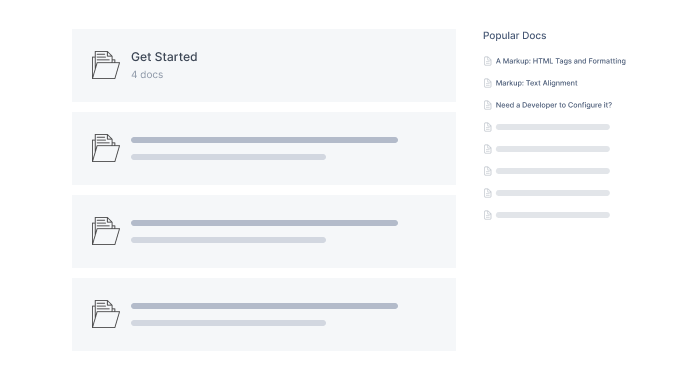 Get Started
4 docs
Popular Docs
A Markup: HTML Tags and Formatting
Markup: Text Alignment
Need a Developer to Configure it?